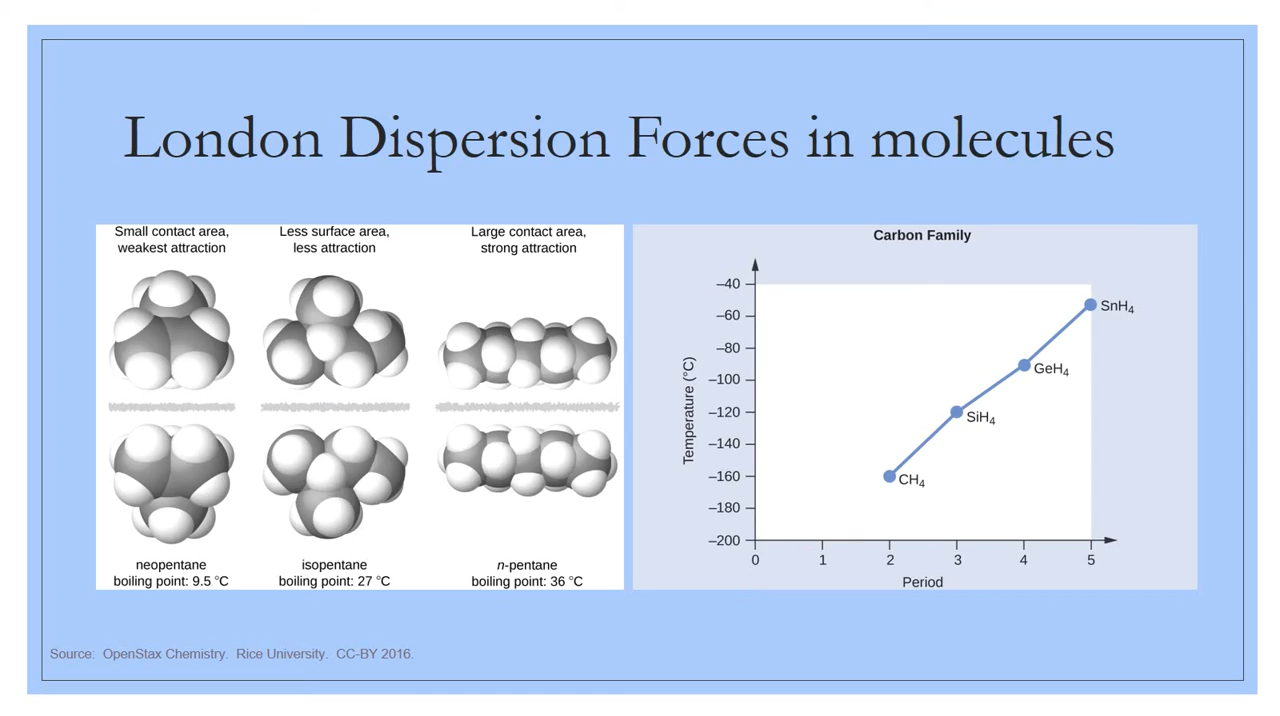 London Dispersion Forces in molecules
Small contact area,
weakest attraction
Less surface area,
less attraction
Large contact area,
strong attraction
neopentane
boiling point: 9.5 °C
isopentane
boiling point: 27 °C
n-pentane
boiling point: 36 °C
Carbon Family
Temperature (°C)
–40
–60
–80
–100
–120
–140
–160
–180
–200
SnH₄
GeH₄
SiH₄
CH₄
0 1 2 3 4 5
Period
Source: OpenStax Chemistry. Rice University. CC-BY 2016.